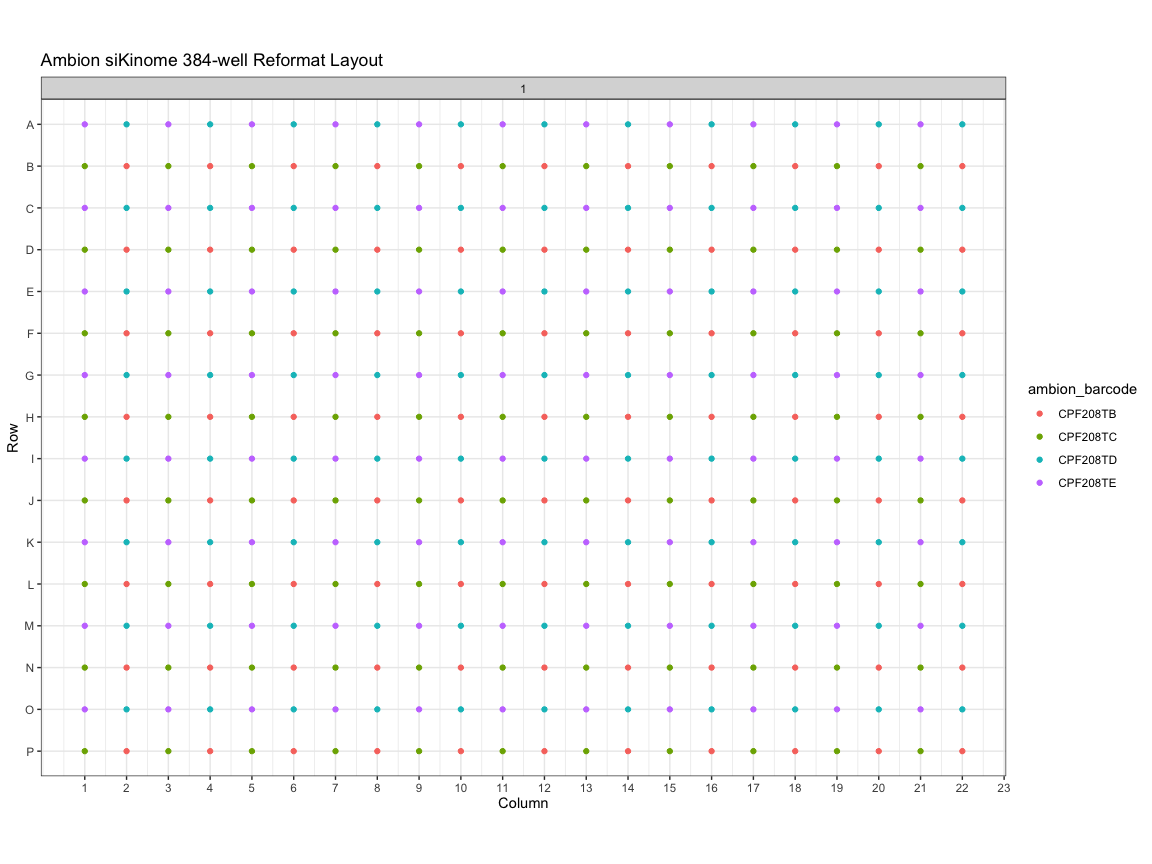 Ambion siKinome 384-well Reformat Layout
1
A
B
C
D
E
F
G
H
I
J
K
L
M
N
O
P
Row
1 2 3 4 5 6 7 8 9 10 11 12 13 14 15 16 17 18 19 20 21 22 23
Column
ambion_barcode
CPF208TB
CPF208TC
CPF208TD
CPF208TE